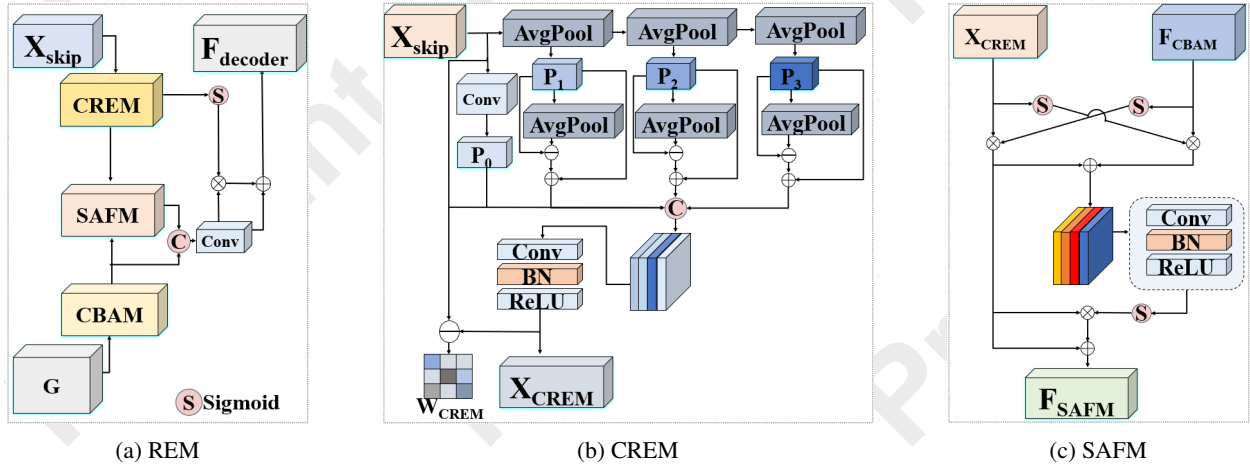 X_skip
F_decoder
CREM
S
SAFM
C
Conv
CBAM
G
S Sigmoid
(a) REM
X_skip
AvgPool
AvgPool
AvgPool
P_1
P_2
P_3
Conv
AvgPool
AvgPool
AvgPool
P_0
C
Conv
BN
ReLU
W_CREM
X_CREM
(b) CREM
X_CREM
F_CBAM
S
S
Conv
BN
ReLU
S
F_SAFM
(c) SAFM